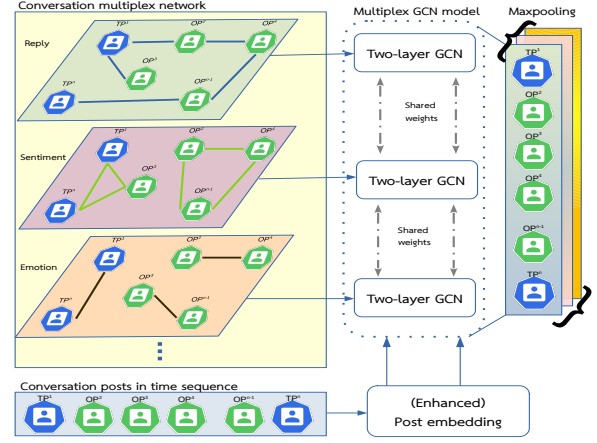 Conversation multiplex network
Multiplex GCN model
Maxpooling
Reply
TP¹
OP²
OP⁴
OP³
TPⁿ
OPⁿ⁻¹
Two-layer GCN
Shared
weights
Sentiment
TP¹
OP²
OP⁴
OP³
TPⁿ
OPⁿ⁻¹
Two-layer GCN
Shared
weights
Emotion
TP¹
OP²
OP⁴
OP³
TPⁿ
OPⁿ⁻¹
Two-layer GCN
TP¹
OP²
OP³
OP⁴
OPⁿ⁻¹
TPⁿ
Conversation posts in time sequence
TP¹ OP² OP³ OP⁴ OPⁿ⁻¹ TPⁿ
(Enhanced)
Post embedding